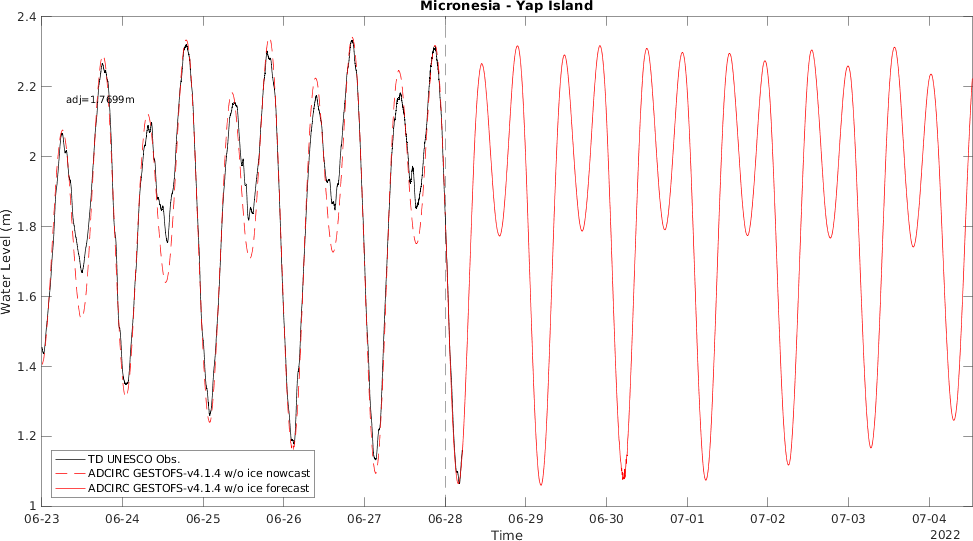 Micronesia - Yap Island
2.4
2.2
adj=1.7699m
2
1.8
Water Level (m)
1.6
1.4
1.2
TD UNESCO Obs.
ADCIRC GESTOFS-v4.1.4 w/o ice nowcast
ADCIRC GESTOFS-v4.1.4 w/o ice forecast
1
06-23 06-24 06-25 06-26 06-27 06-28 06-29 06-30 07-01 07-02 07-03 07-04
Time
2022